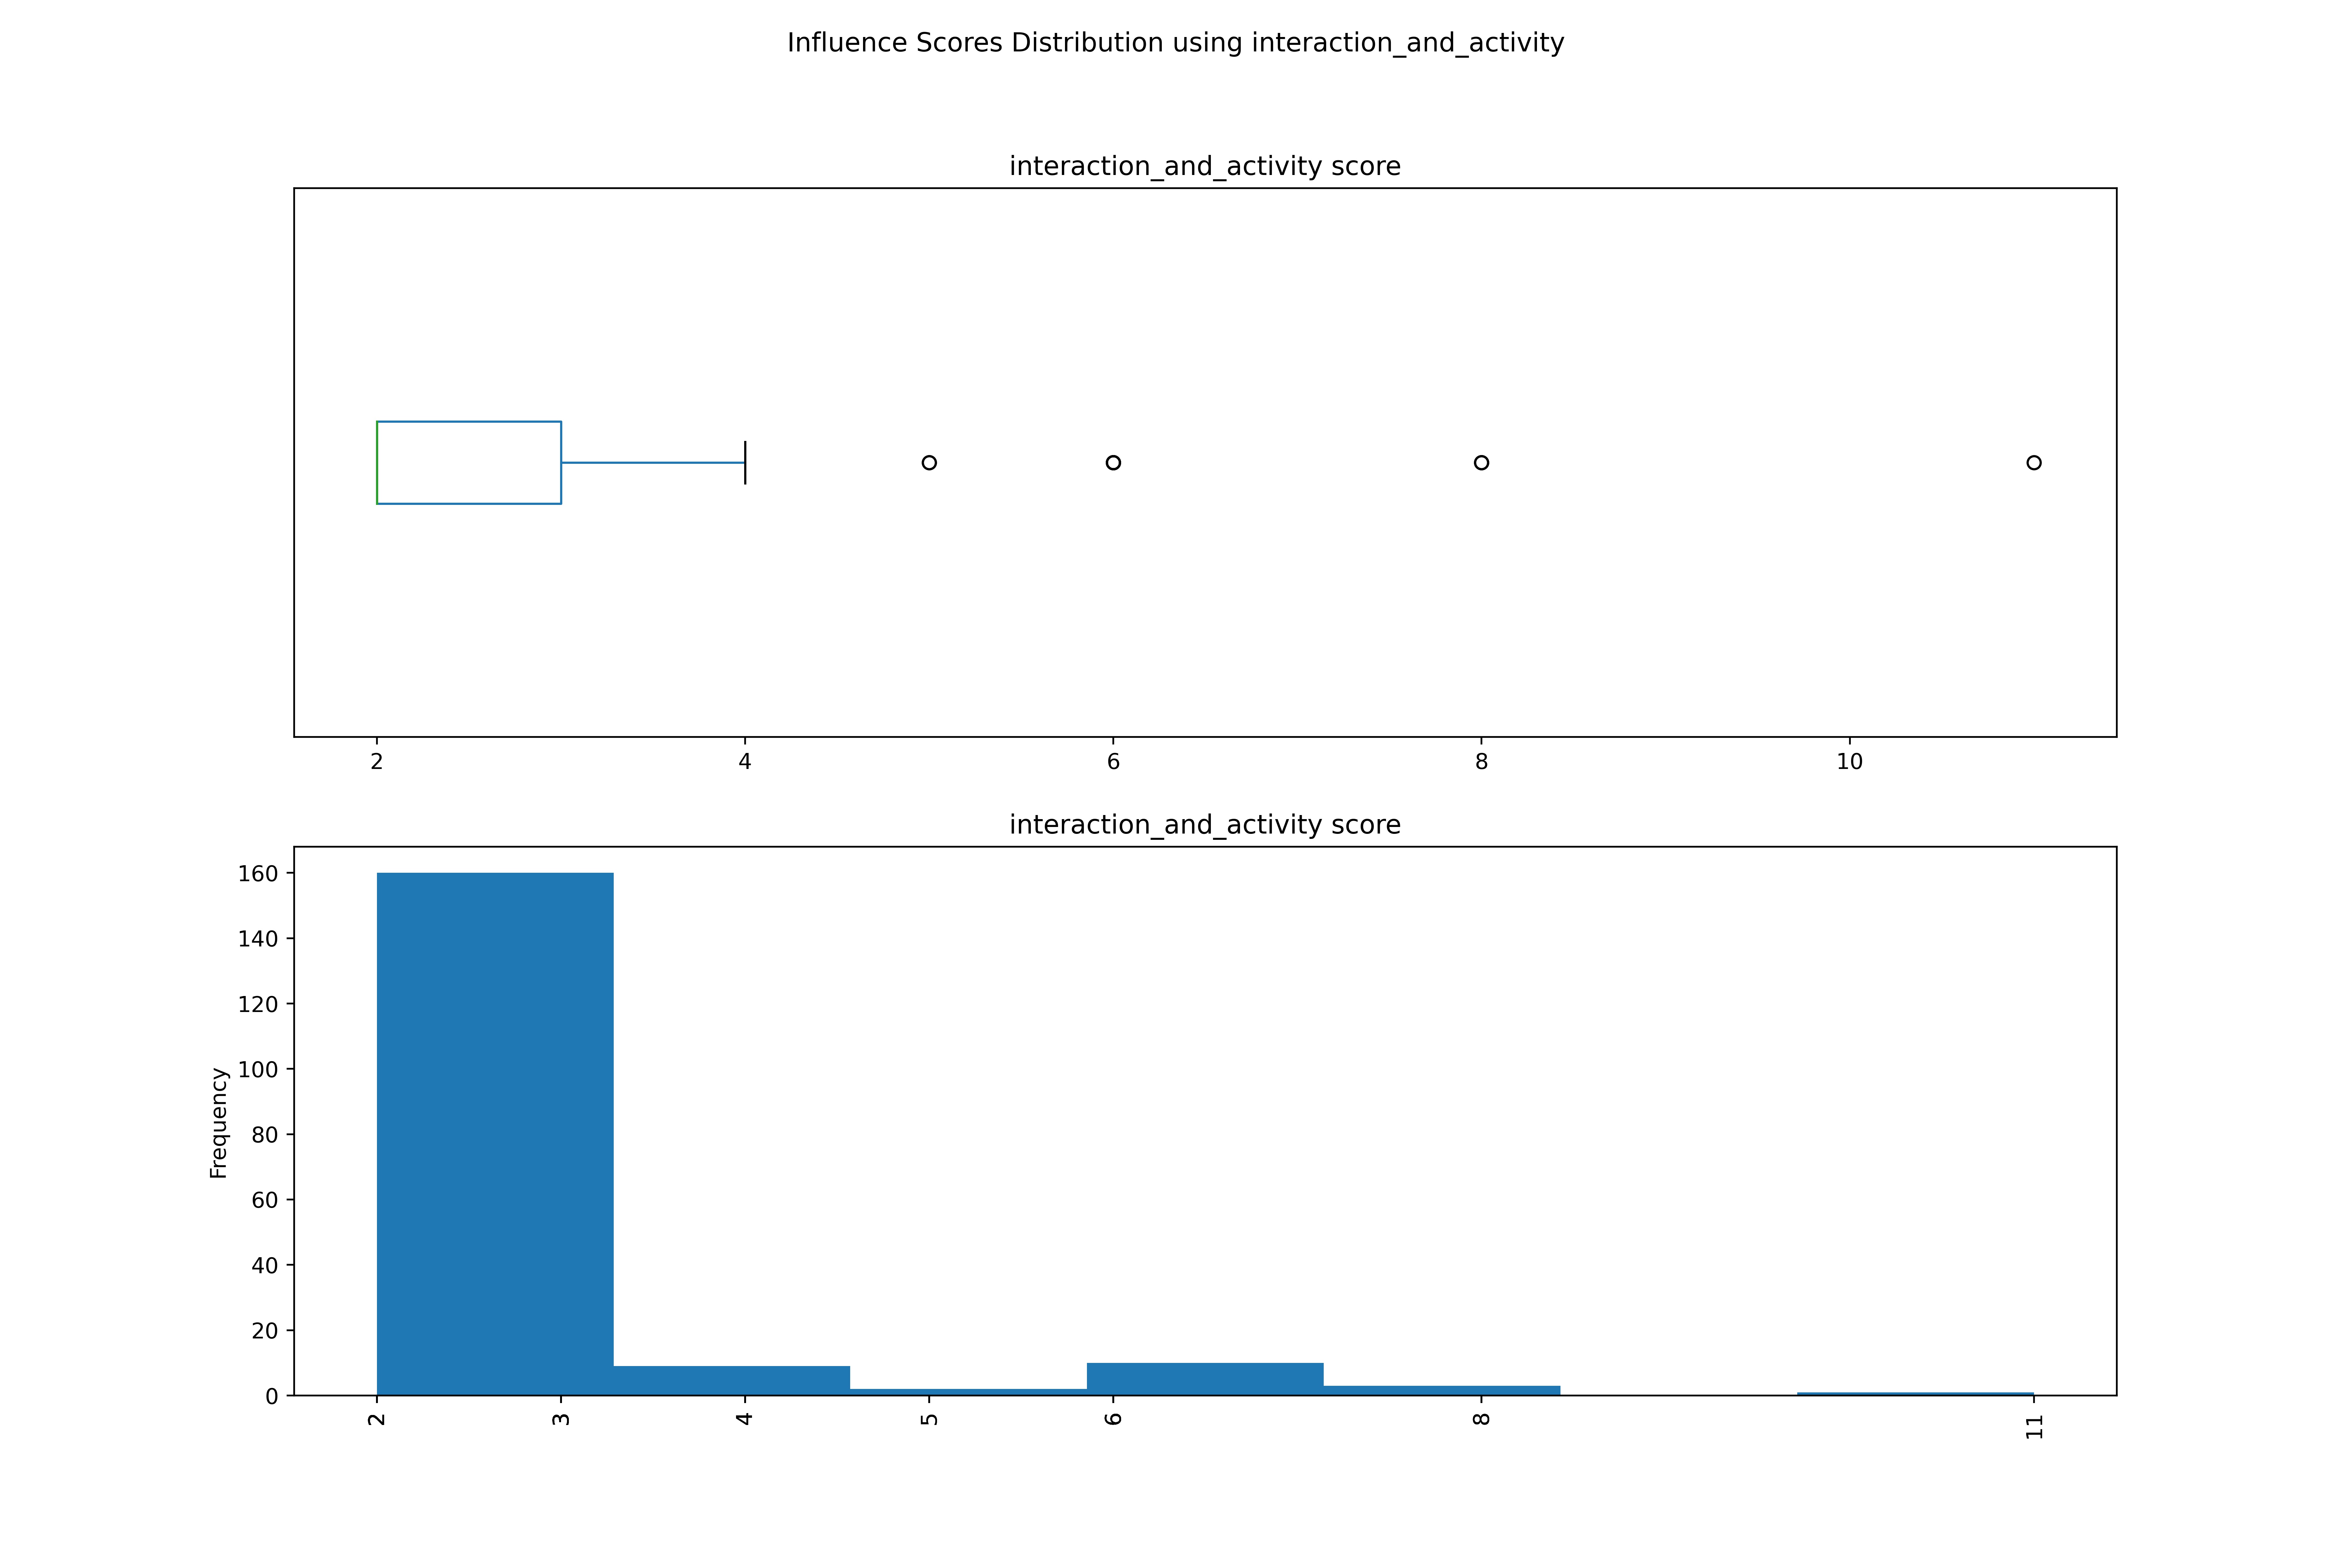 Influence Scores Distribution using interaction_and_activity
interaction_and_activity score
2 4 6 8 10
interaction_and_activity score
Frequency
160
140
120
100
80
60
40
20
0
2 3 4 5 6 8 11